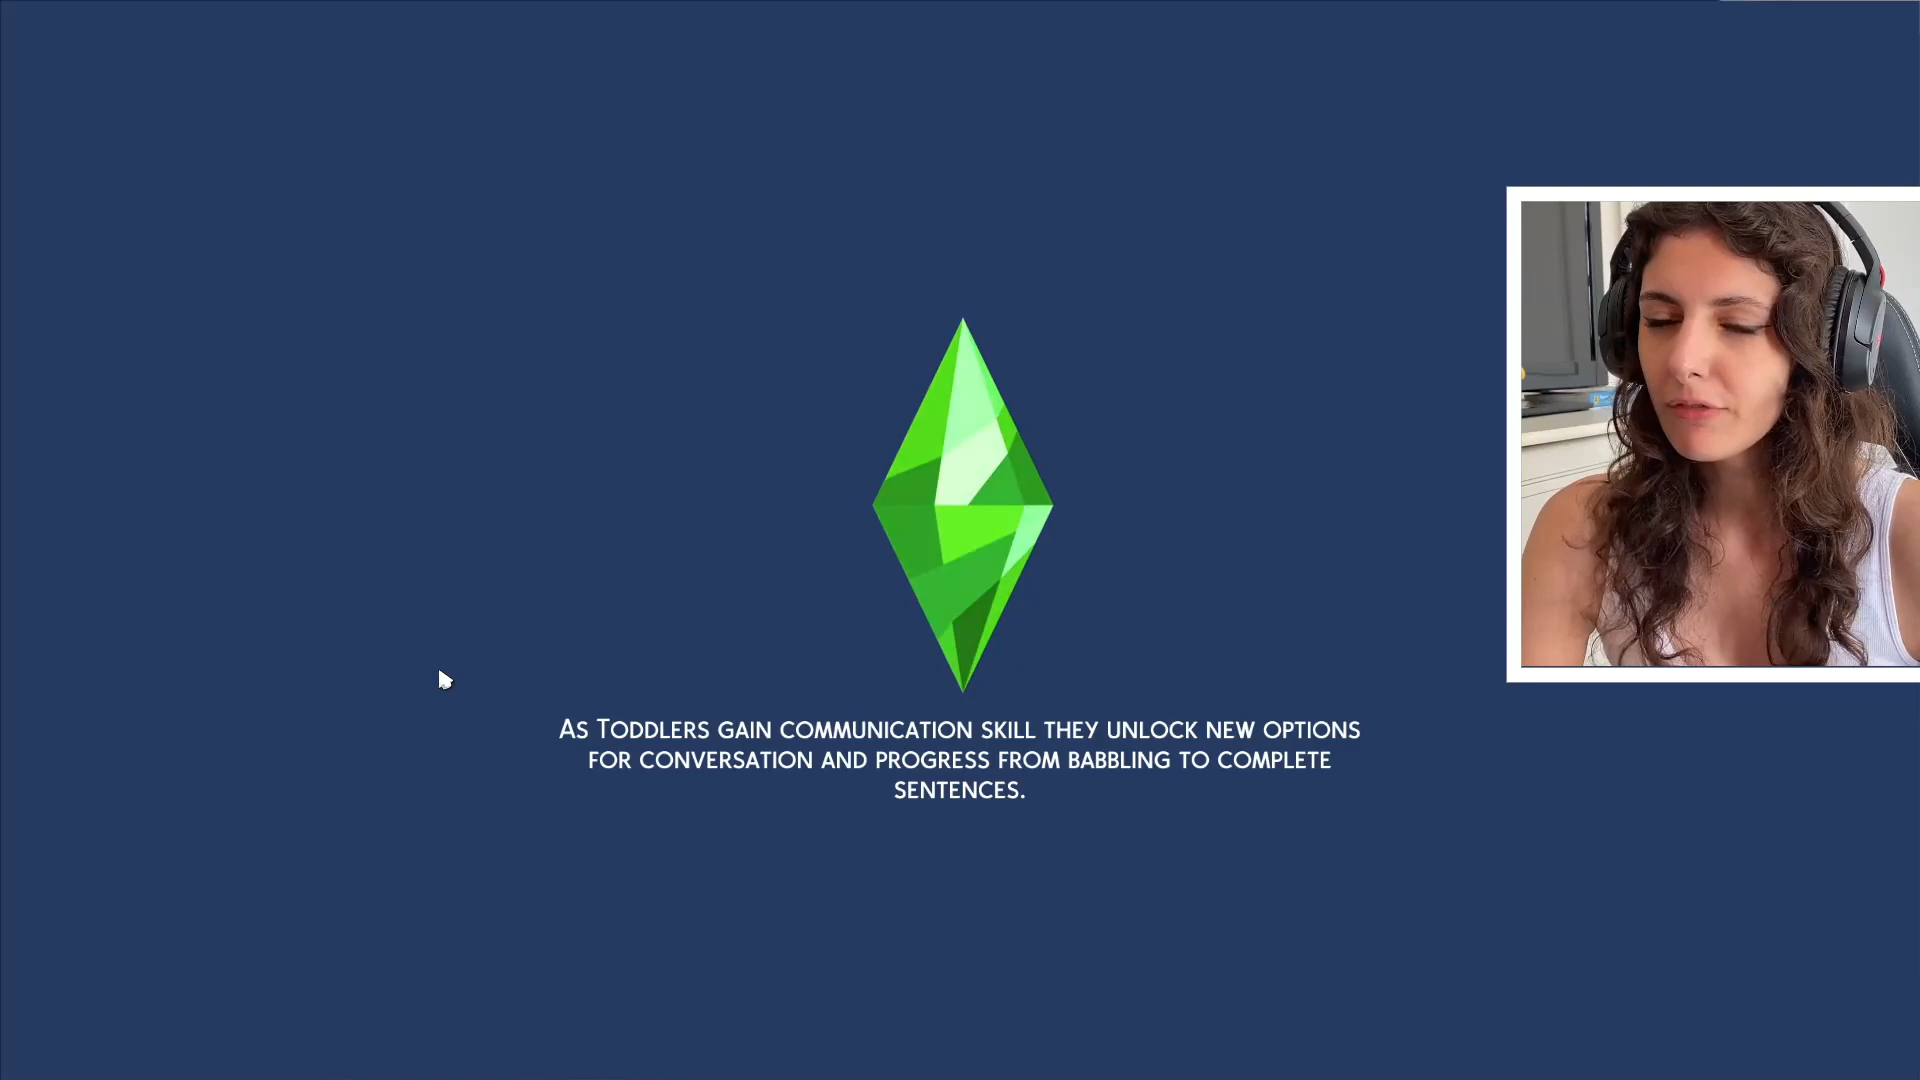 As Toddlers gain communication skill they unlock new options
for conversation and progress from babbling to complete
sentences.